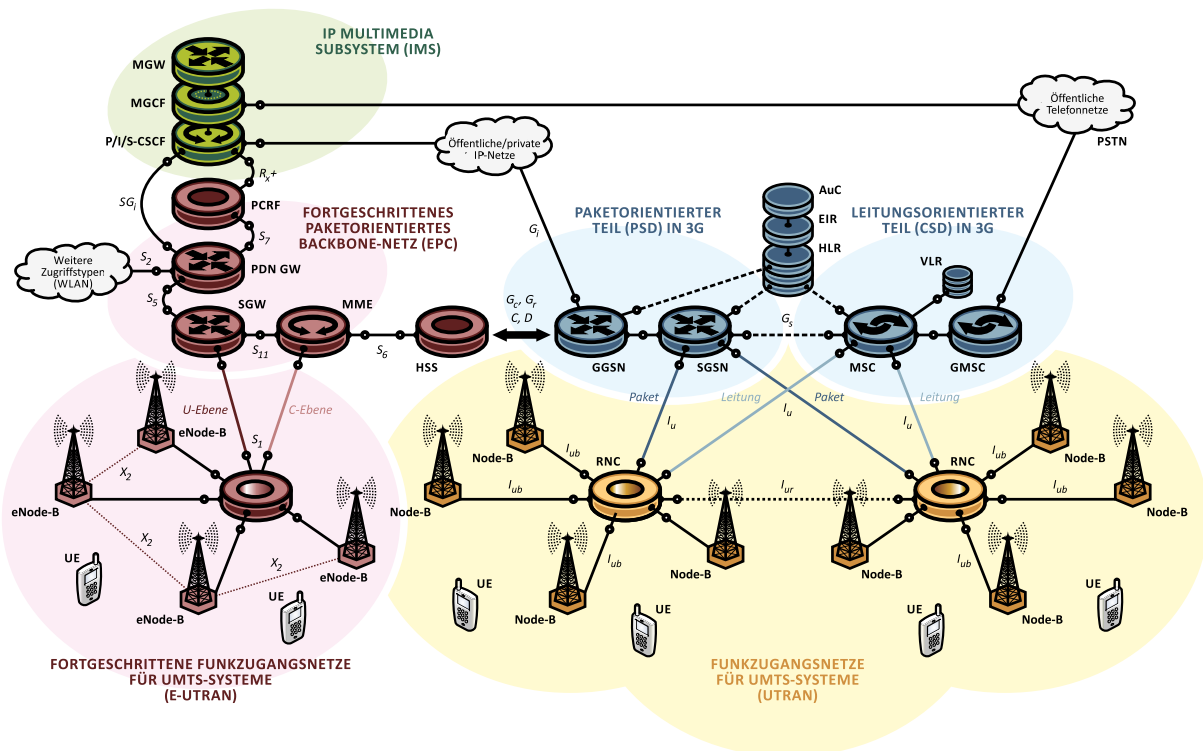 IP MULTIMEDIA
SUBSYSTEM (IMS)
MGW
MGCF
P/I/S-CSCF
Öffentliche
Telefonnetze
PSTN
Öffentliche/private
IP-Netze
Rx+
SGi
PCRF
S7
FORTGESCHRITTENES
PAKETORIENTIERTES
BACKBONE-NETZ (EPC)
PAKETORIENTIERTER
TEIL (PSD) IN 3G
AuC
EIR
HLR
LEITUNGSORIENTIERTER
TEIL (CSD) IN 3G
VLR
Gi
Weitere
Zugriffstypen
(WLAN)
S2
PDN GW
S5
SGW
MME
S11
S6
HSS
Gc, Gr
C, D
GGSN
SGSN
Gs
MSC
GMSC
U-Ebene
C-Ebene
S1
Paket
Leitung
Paket
Leitung
Iu
Iu
Iu
eNode-B
eNode-B
eNode-B
eNode-B
X2
X2
X2
UE
UE
Node-B
Node-B
Node-B
Node-B
RNC
Iub
Iub
Iub
Iur
RNC
Iub
Iub
Iub
Node-B
Node-B
Node-B
Node-B
UE
UE
UE
UE
FORTGESCHRITTENE FUNKZUGANGSNETZE
FÜR UMTS-SYSTEME
(E-UTRAN)
FUNKZUGANGSNETZE
FÜR UMTS-SYSTEME
(UTRAN)